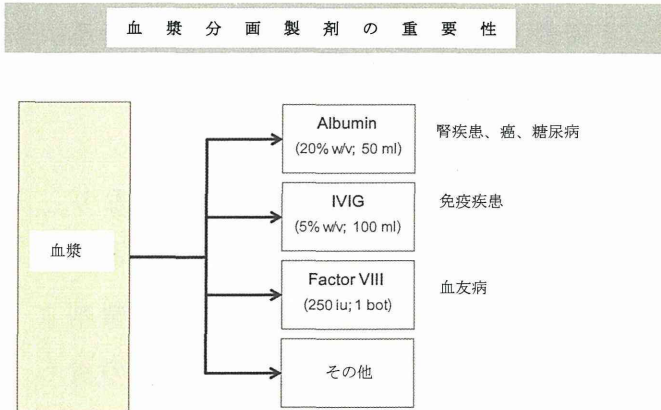 血漿分画製剤の重要性
Albumin
(20% w/v; 50 ml)
腎疾患、癌、糖尿病
IVIG
(5% w/v; 100 ml)
免疫疾患
血漿
Factor VIII
(250 iu; 1 bot)
血友病
その他